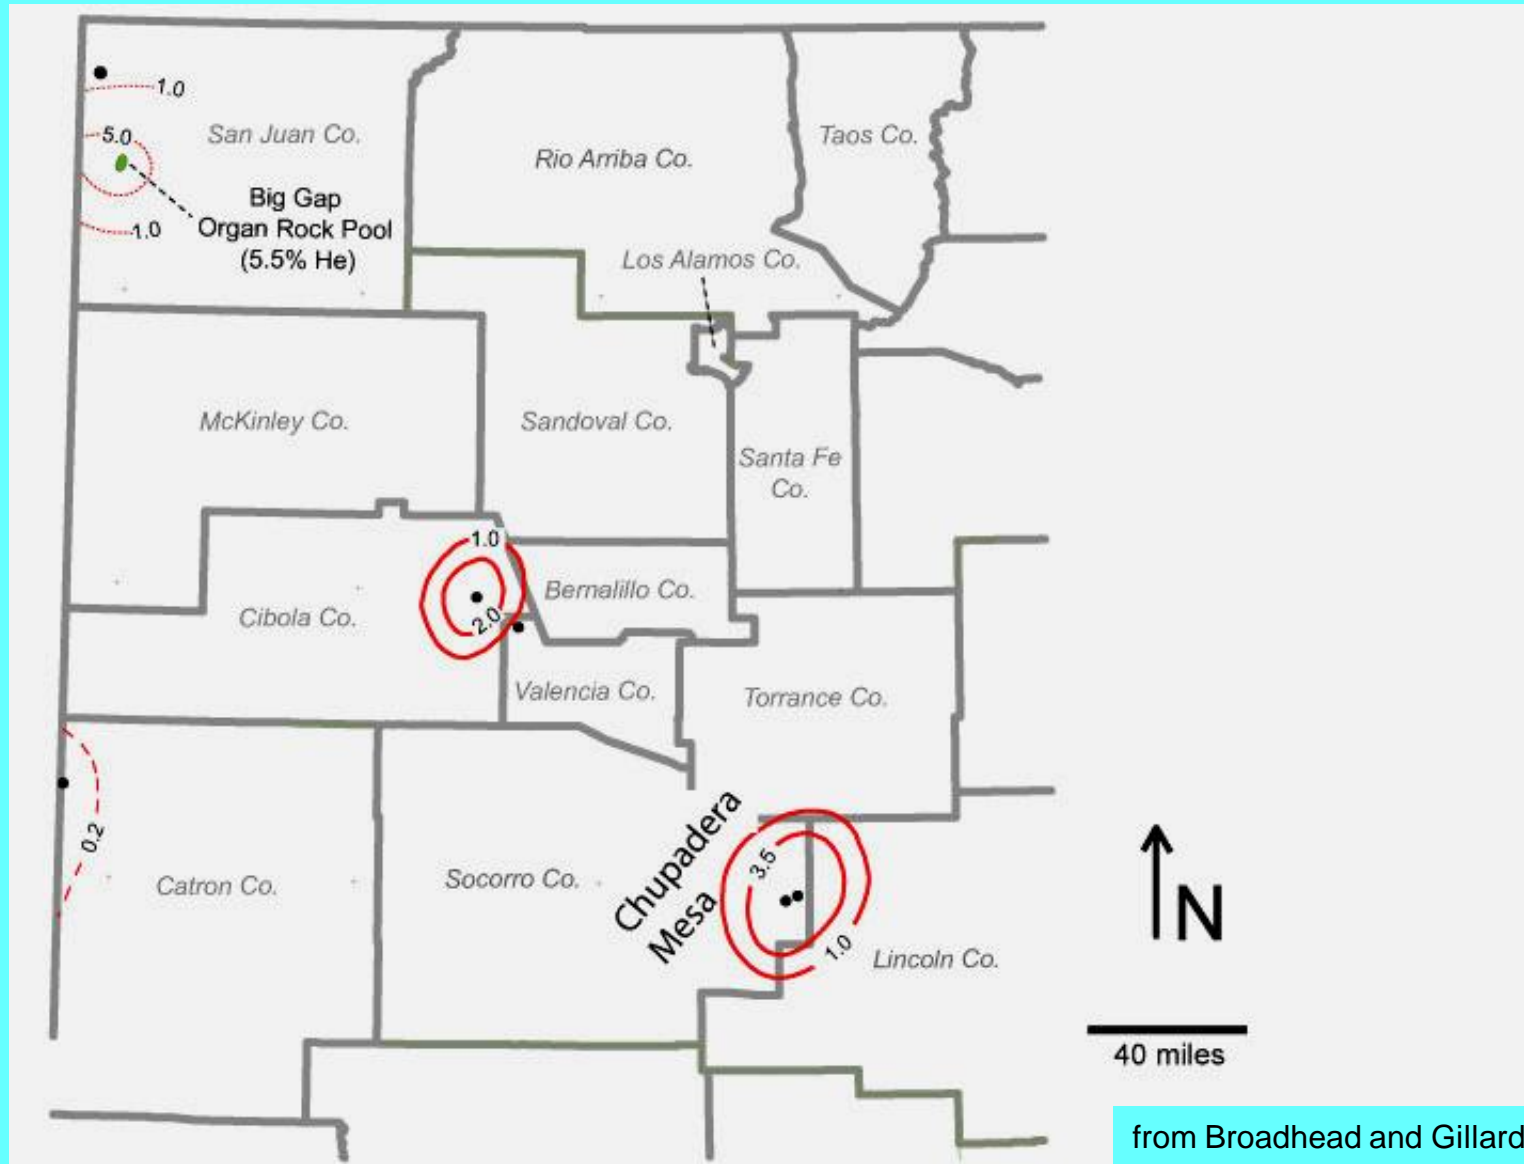 1.0
5.0
San Juan Co.
Rio Arriba Co.
Taos Co.
Big Gap
Organ Rock Pool
(5.5% He)
1.0
Los Alamos Co.
McKinley Co.
Sandoval Co.
Santa Fe
Co.
1.0
Cibola Co.
2.0
Bernalillo Co.
Valencia Co.
Torrance Co.
0.2
Catron Co.
Socorro Co.
Chupadera
Mesa
3.5
1.0
Lincoln Co.
N
40 miles
from Broadhead and Gillard